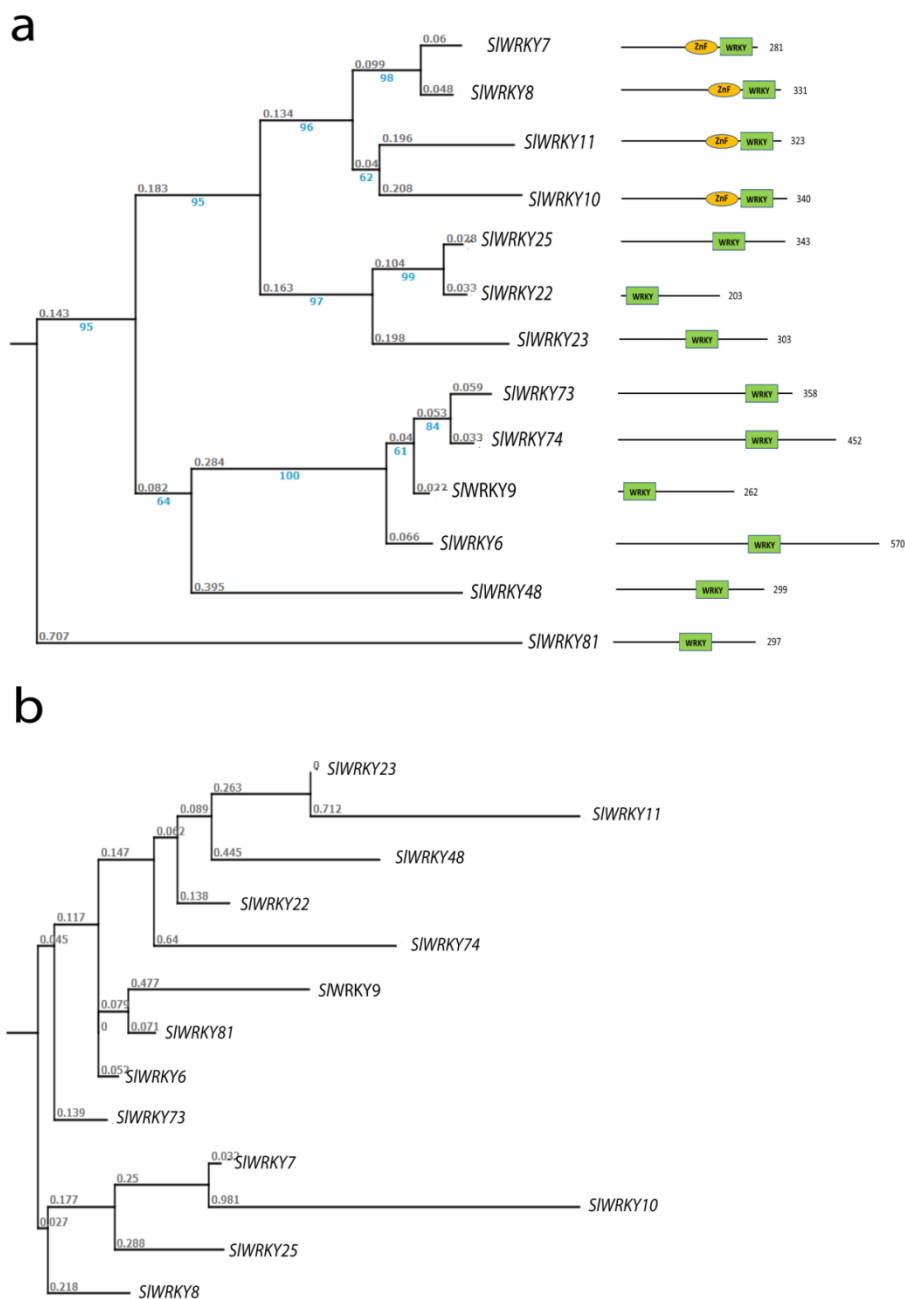 a
0.06
SlWRKY7
ZnF WRKY 281
0.099
98
0.048
SlWRKY8
ZnF WRKY 331
0.134
96
0.196
SlWRKY11
ZnF WRKY 323
0.04
62
0.208
SlWRKY10
ZnF WRKY 340
0.183
95
0.028
SlWRKY25
WRKY 343
0.104
99
0.033
SlWRKY22
WRKY 203
0.163
97
0.198
SlWRKY23
WRKY 303
0.143
95
0.059
SlWRKY73
WRKY 358
0.053
84
0.033
SlWRKY74
WRKY 452
0.04
61
0.022
SlWRKY9
WRKY 262
0.284
100
0.066
SlWRKY6
WRKY 570
0.082
64
0.395
SlWRKY48
WRKY 299
0.707
SlWRKY81
WRKY 297
b
0
SlWRKY23
0.263
0.712
SlWRKY11
0.089
0.445
SlWRKY48
0.062
0.138
SlWRKY22
0.147
0.64
SlWRKY74
0.117
0.477
SlWRKY9
0.079
0.071
SlWRKY81
0
0.052
SlWRKY6
0.045
0.139
SlWRKY73
0.022
SlWRKY7
0.25
0.981
SlWRKY10
0.177
0.288
SlWRKY25
0.027
0.218
SlWRKY8